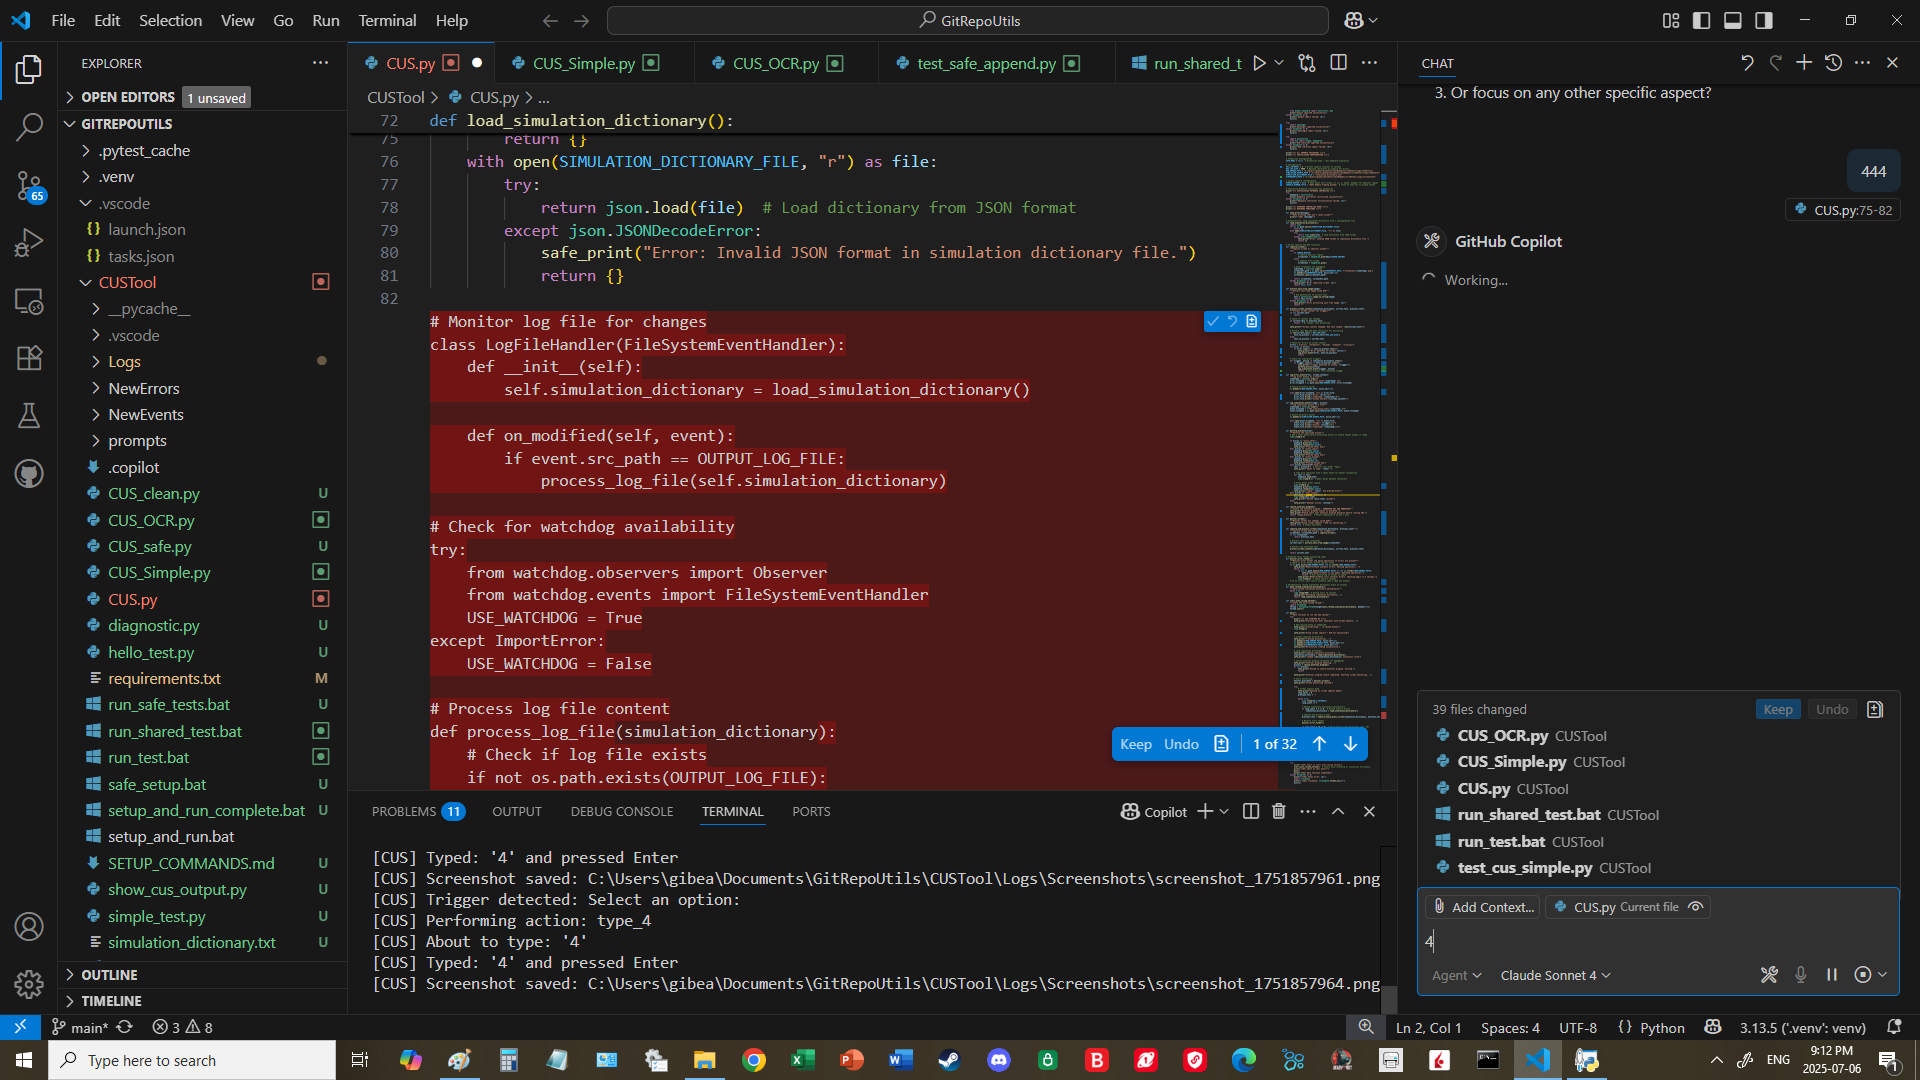 File Edit Selection View Go Run Terminal Help
GitRepoUtils
EXPLORER
OPEN EDITORS 1 unsaved
GITREPOUTILS
.pytest_cache
.venv
.vscode
launch.json
tasks.json
CUSTool
__pycache__
.vscode
Logs
NewErrors
NewEvents
prompts
.copilot
CUS_clean.py U
CUS_OCR.py
CUS_safe.py U
CUS_Simple.py
CUS.py
diagnostic.py U
hello_test.py U
requirements.txt M
run_safe_tests.bat U
run_shared_test.bat
run_test.bat
safe_setup.bat U
setup_and_run_complete.bat U
setup_and_run.bat
SETUP_COMMANDS.md U
show_cus_output.py U
simple_test.py U
simulation_dictionary.txt U
OUTLINE
TIMELINE
65
CUS.py CUS_Simple.py CUS_OCR.py test_safe_append.py run_shared_t
CUSTool > CUS.py > ...
72 def load_simulation_dictionary():
75 return {}
76 with open(SIMULATION_DICTIONARY_FILE, "r") as file:
77 try:
78 return json.load(file)  # Load dictionary from JSON format
79 except json.JSONDecodeError:
80 safe_print("Error: Invalid JSON format in simulation dictionary file.")
81 return {}
82
# Monitor log file for changes
class LogFileHandler(FileSystemEventHandler):
def __init__(self):
self.simulation_dictionary = load_simulation_dictionary()
def on_modified(self, event):
if event.src_path == OUTPUT_LOG_FILE:
process_log_file(self.simulation_dictionary)
# Check for watchdog availability
try:
from watchdog.observers import Observer
from watchdog.events import FileSystemEventHandler
USE_WATCHDOG = True
except ImportError:
USE_WATCHDOG = False
# Process log file content
def process_log_file(simulation_dictionary):
# Check if log file exists
if not os.path.exists(OUTPUT_LOG_FILE):
Keep Undo 1 of 32
PROBLEMS 11 OUTPUT DEBUG CONSOLE TERMINAL PORTS Copilot
[CUS] Typed: '4' and pressed Enter
[CUS] Screenshot saved: C:\Users\gibea\Documents\GitRepoUtils\CUSTool\Logs\Screenshots\screenshot_1751857961.png
[CUS] Trigger detected: Select an option:
[CUS] Performing action: type_4
[CUS] About to type: '4'
[CUS] Typed: '4' and pressed Enter
[CUS] Screenshot saved: C:\Users\gibea\Documents\GitRepoUtils\CUSTool\Logs\Screenshots\screenshot_1751857964.png
CHAT
3. Or focus on any other specific aspect?
444
CUS.py:75-82
GitHub Copilot
Working...
39 files changed Keep Undo
CUS_OCR.py CUSTool
CUS_Simple.py CUSTool
CUS.py CUSTool
run_shared_test.bat CUSTool
run_test.bat CUSTool
test_cus_simple.py CUSTool
Add Context... CUS.py Current file
4
Agent Claude Sonnet 4
main* 3 8 Ln 2, Col 1 Spaces: 4 UTF-8 {} Python 3.13.5 ('.venv': venv)
Type here to search
ENG 9:12 PM
2025-07-06
1